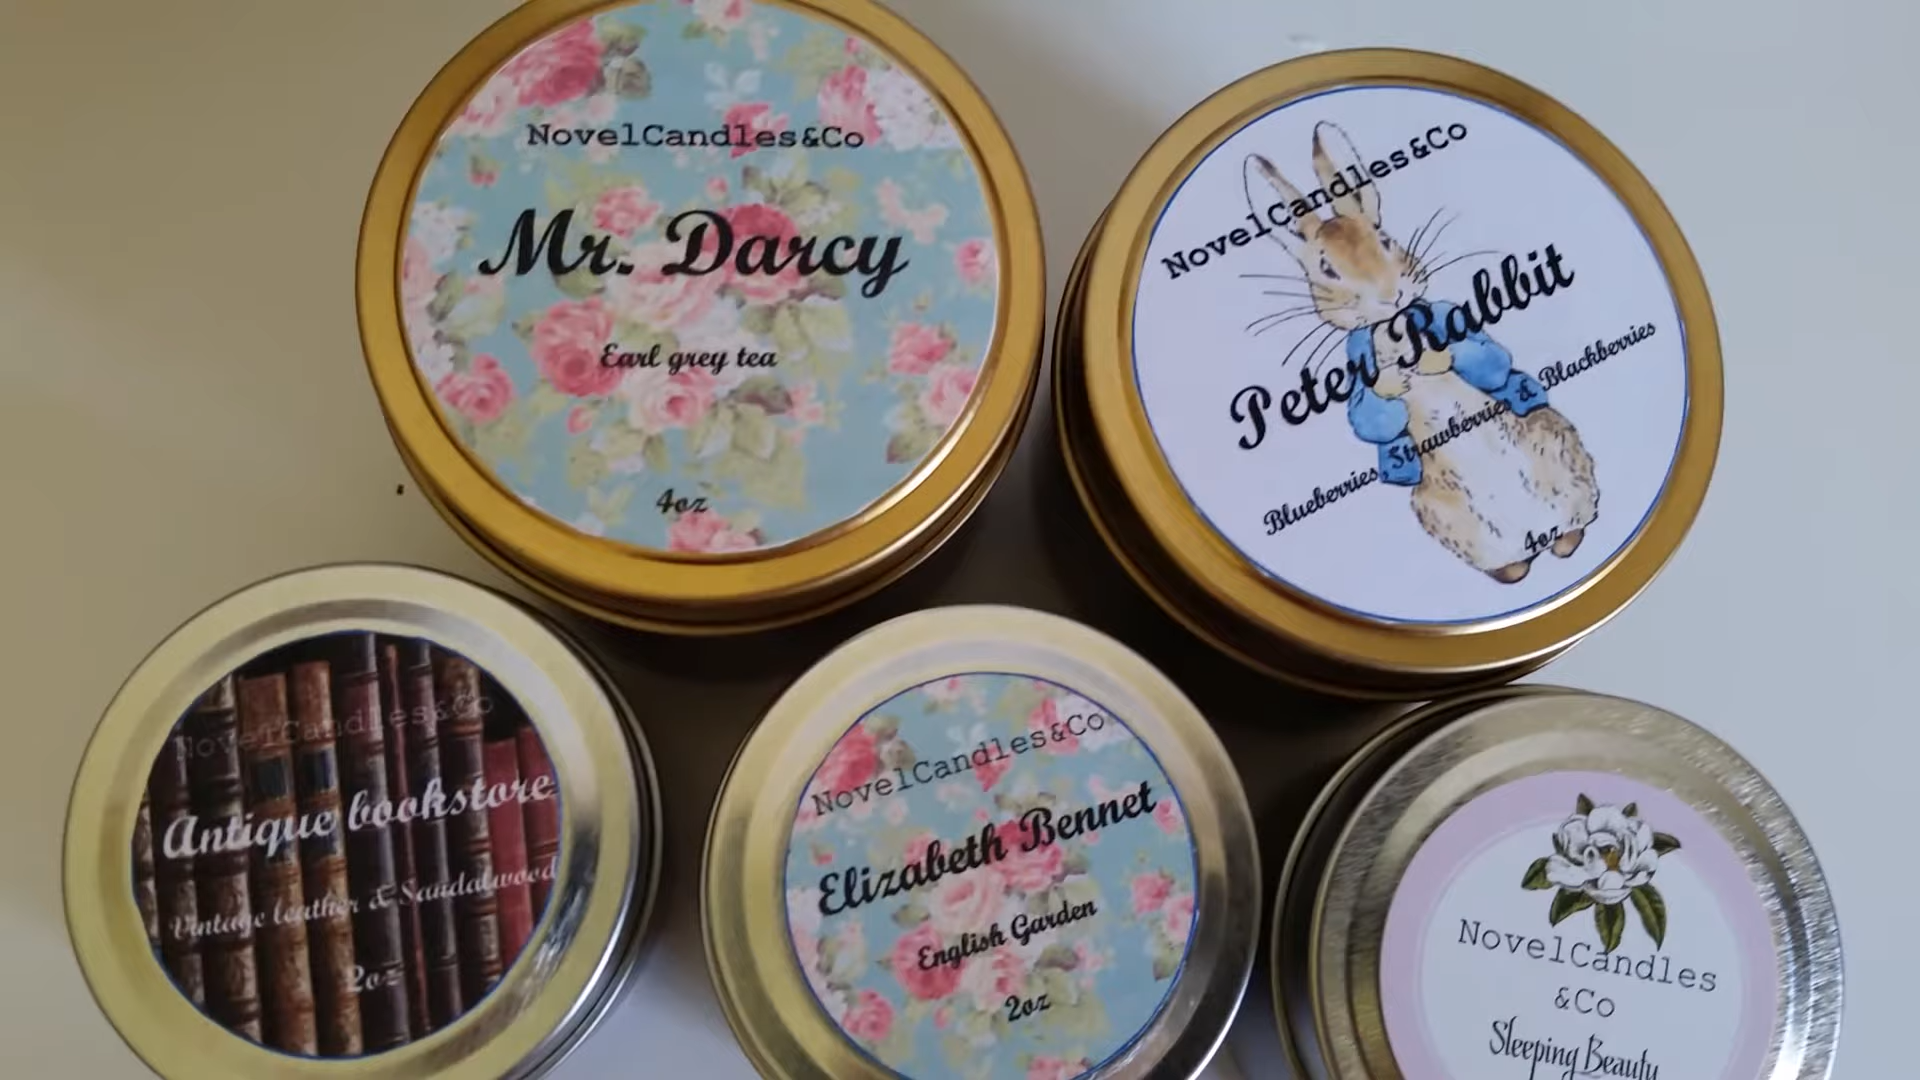 NovelCandles&Co
Mr. Darcy
Earl grey tea
4oz
NovelCandles&Co
Peter Rabbit
Blueberries, Strawberries & Blackberries
4oz
NovelCandles&Co
Antique bookstore
Vintage leather & Sandalwood
2oz
NovelCandles&Co
Elizabeth Bennet
English Garden
2oz
NovelCandles
&Co
Sleeping Beauty